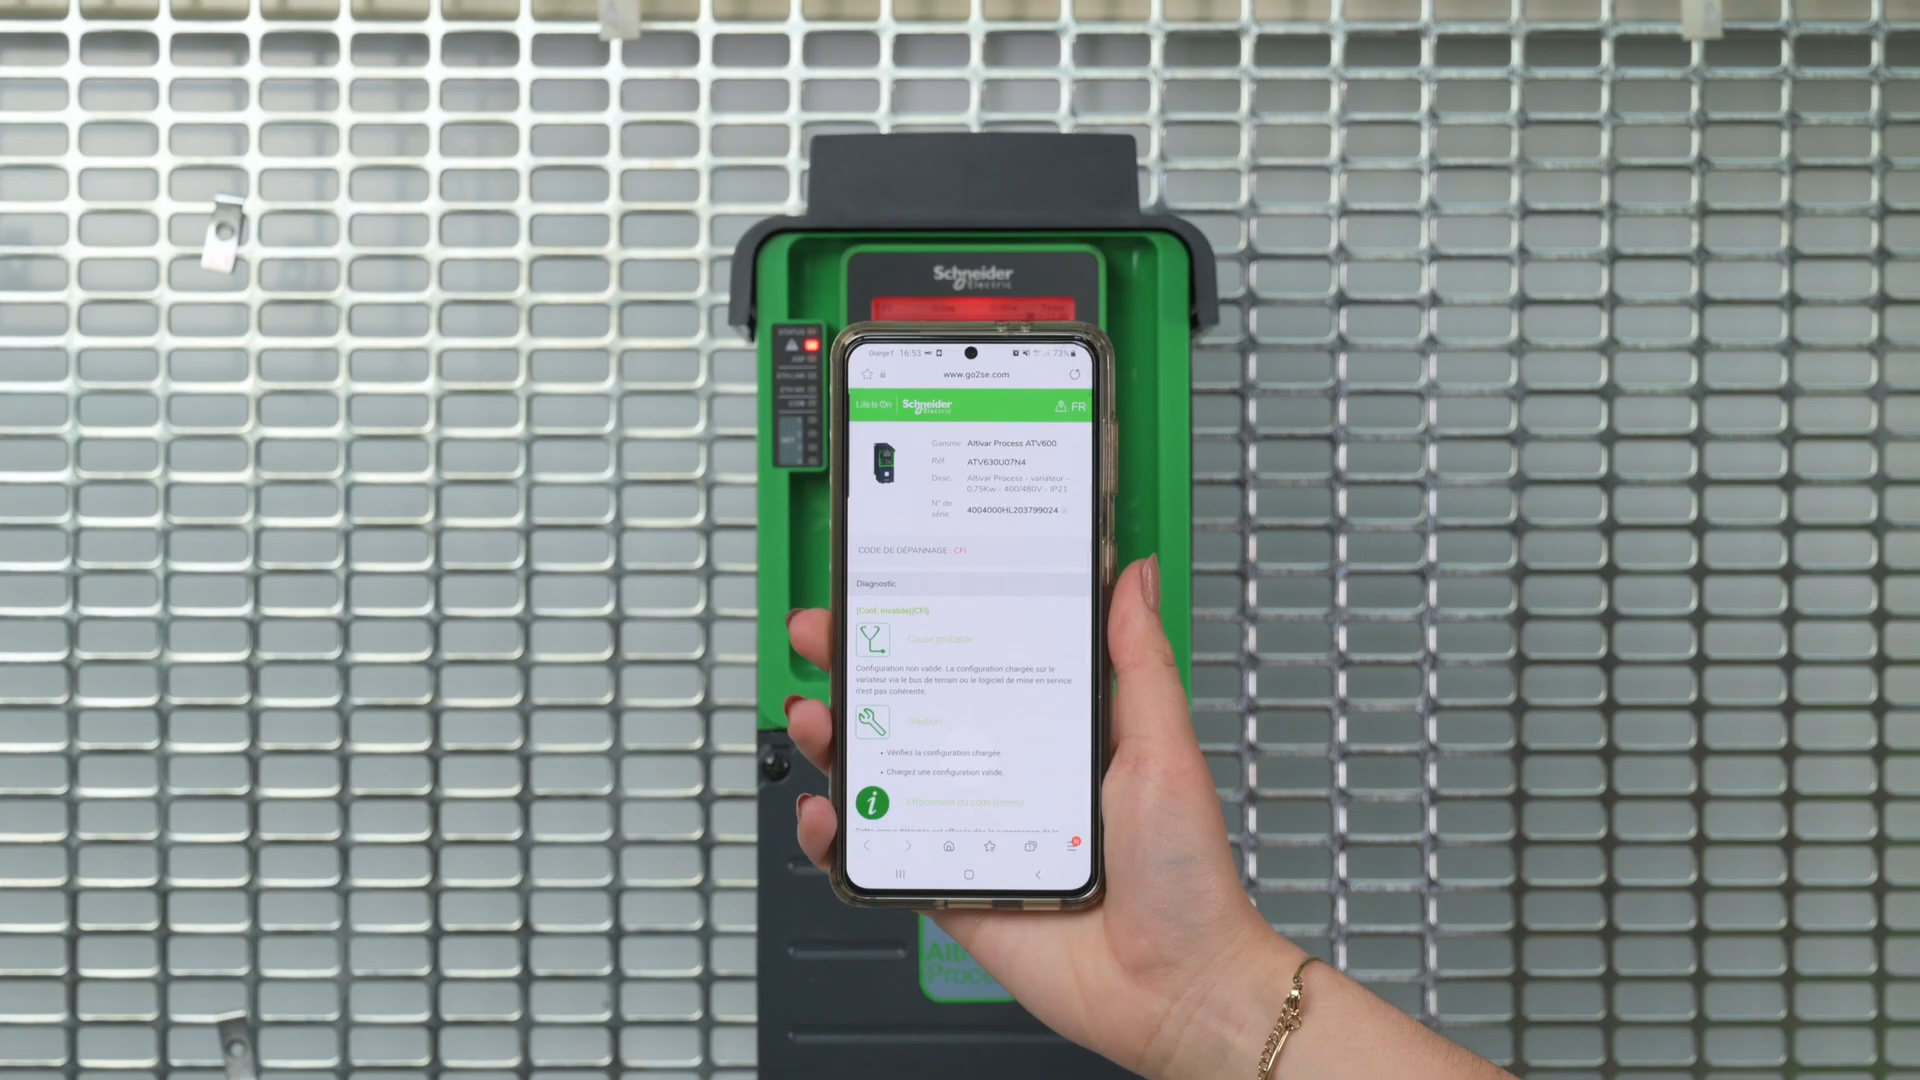 Schneider
Electric
STATUS
Orange F 16:53 73%
www.go2se.com
Life Is On Schneider
Electric
FR
Gamme Altivar Process ATV600
Réf. ATV630U07N4
Desc. Altivar Process - variateur -
0,75Kw - 400/480V - IP21
N° de
série 4004000HL203799024
CODE DE DÉPANNAGE : CFI
Diagnostic
[Conf. Invalide](CFI)
Cause probable
Configuration non valide. La configuration chargée sur le
variateur via le bus de terrain ou le logiciel de mise en service
n'est pas cohérente.
Solution
• Vérifiez la configuration chargée.
• Chargez une configuration valide.
i Effacement du code d'erreur